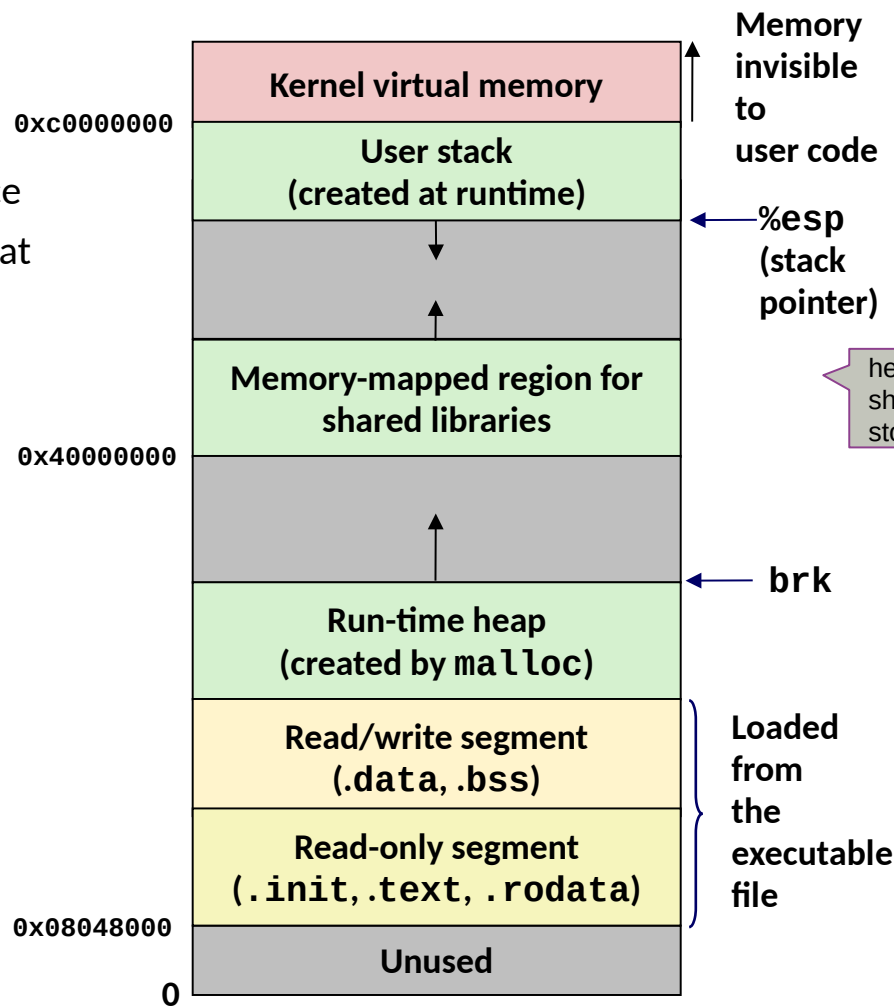 Memory
invisible
to
user code
Kernel virtual memory
0xc0000000
User stack
(created at runtime)
at
%esp
(stack
pointer)
Memory-mapped region for
shared libraries
0x40000000
brk
Run-time heap
(created by malloc)
Read/write segment
(.data, .bss)
Loaded
from
the
executable
file
Read-only segment
(.init, .text, .rodata)
0x08048000
Unused
0